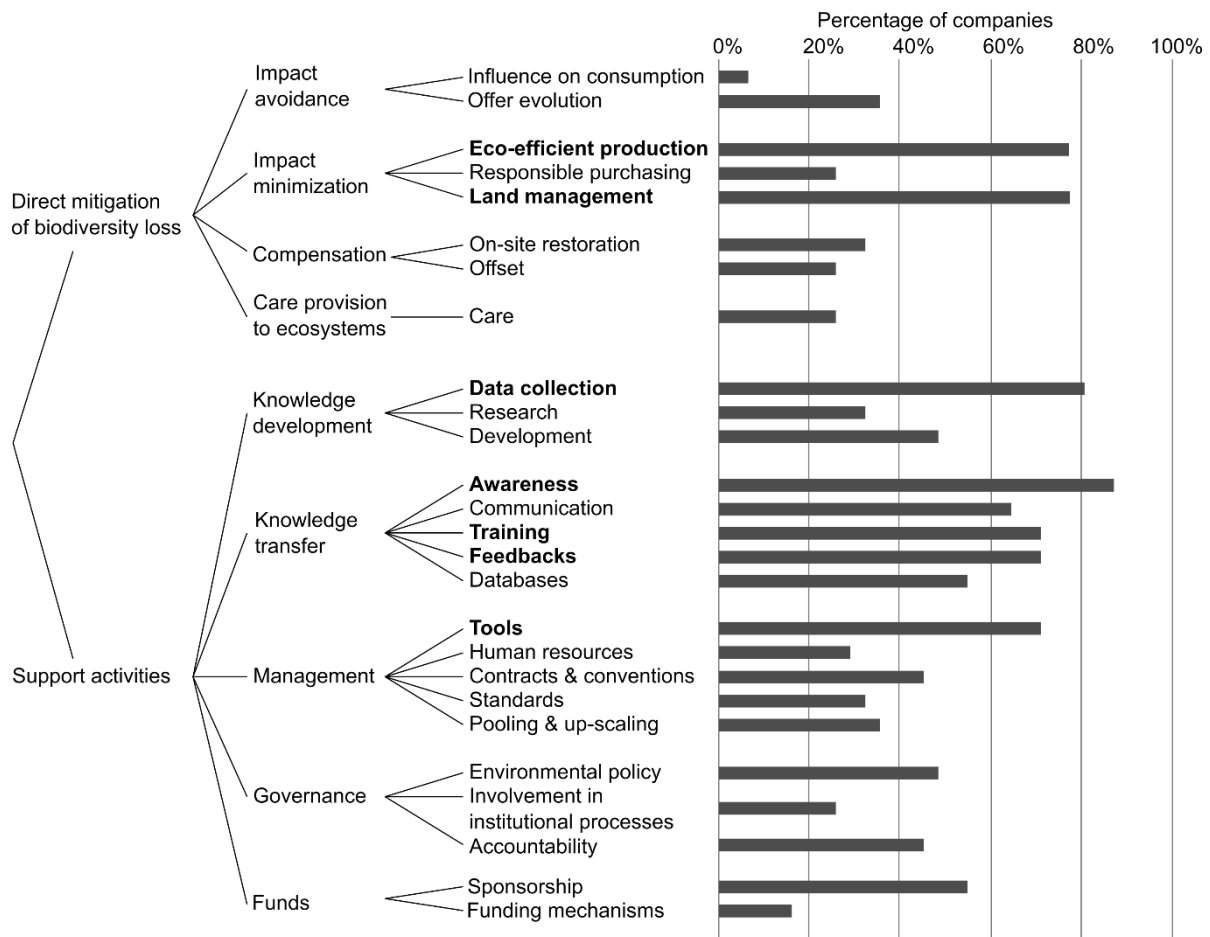 Percentage of companies
0% 20% 40% 60% 80% 100%
Impact
avoidance
Influence on consumption
Offer evolution
Impact
minimization
Eco-efficient production
Responsible purchasing
Land management
Direct mitigation
of biodiversity loss
Compensation
On-site restoration
Offset
Care provision
to ecosystems
Care
Knowledge
development
Data collection
Research
Development
Knowledge
transfer
Awareness
Communication
Training
Feedbacks
Databases
Support activities
Management
Tools
Human resources
Contracts & conventions
Standards
Pooling & up-scaling
Governance
Environmental policy
Involvement in
institutional processes
Accountability
Funds
Sponsorship
Funding mechanisms